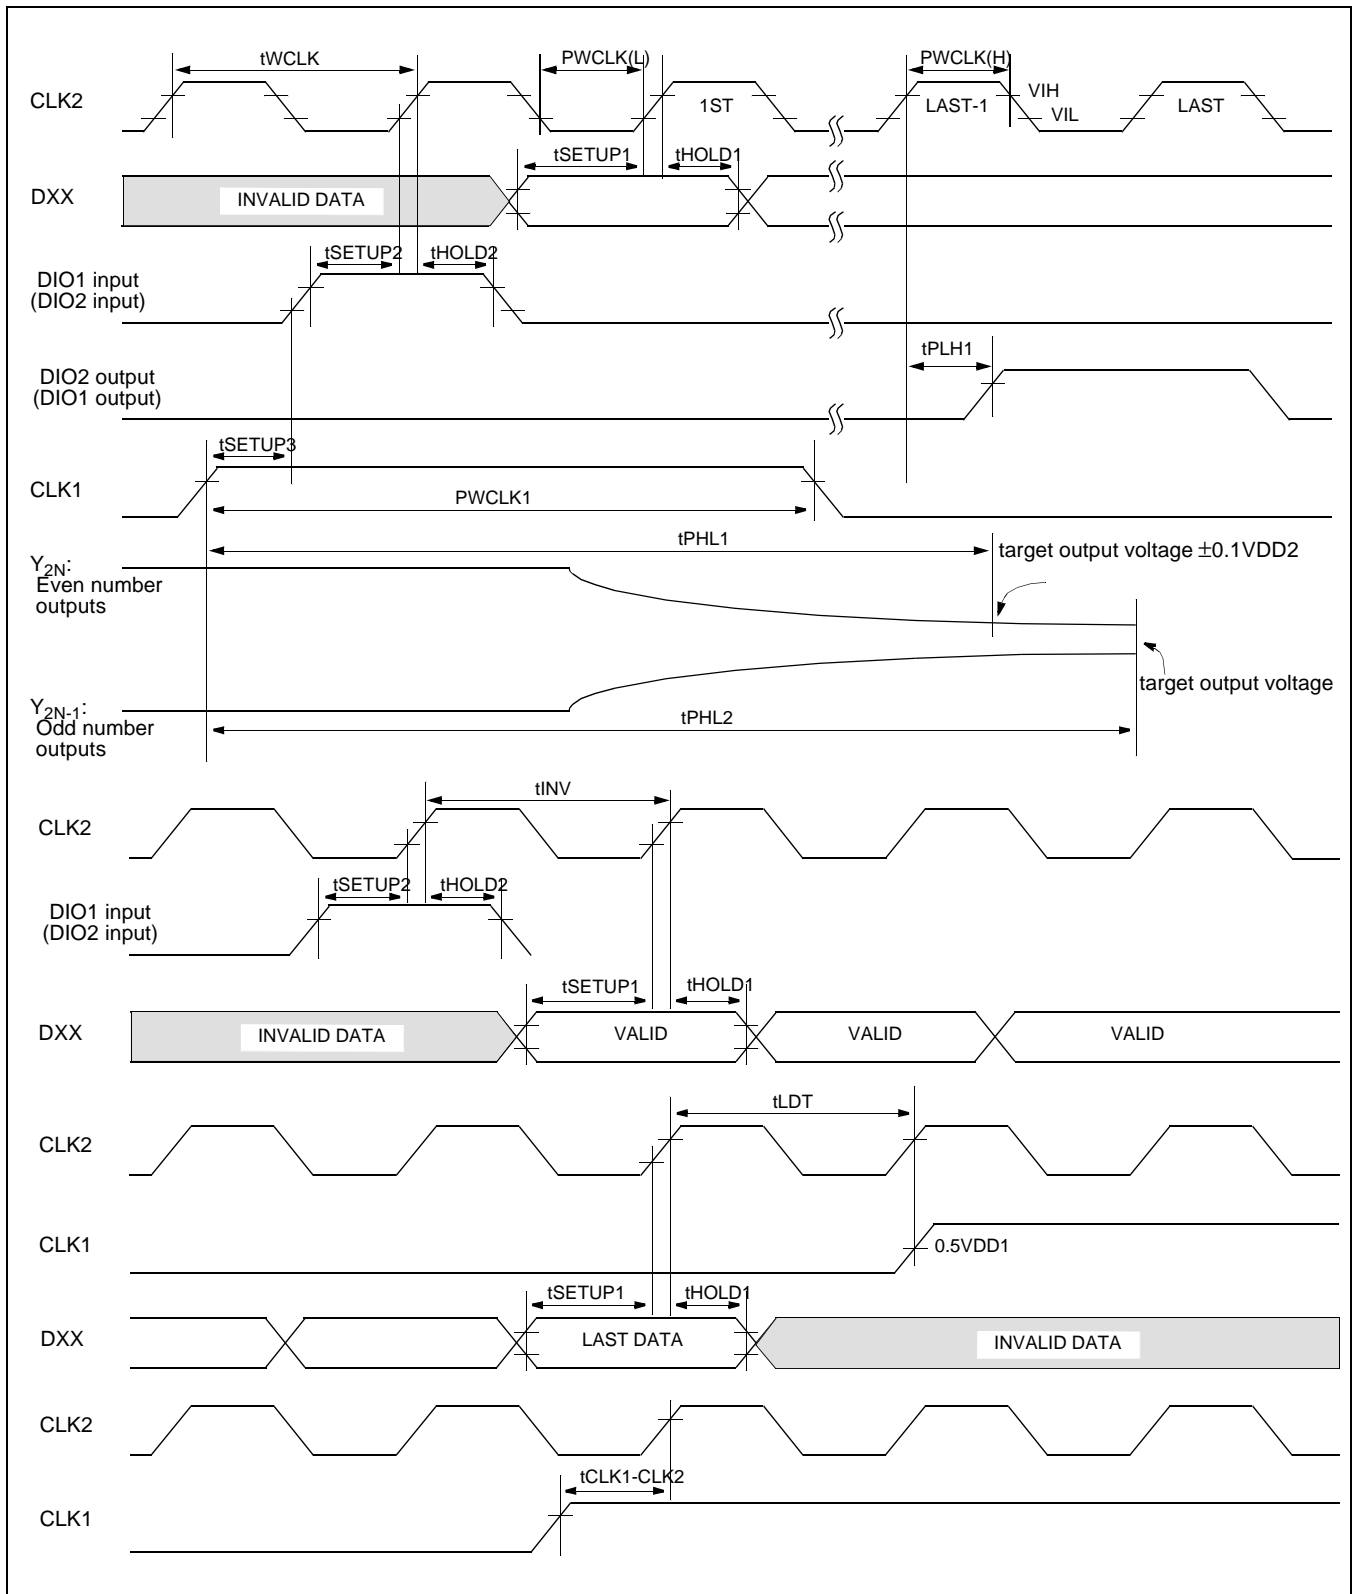 tWCLK
PWCLK(L)
PWCLK(H)
CLK2
1ST
LAST-1
VIH
VIL
LAST
tSETUP1
tHOLD1
DXX
INVALID DATA
tSETUP2
tHOLD2
DIO1 input
(DIO2 input)
tPLH1
DIO2 output
(DIO1 output)
tSETUP3
CLK1
PWCLK1
tPHL1
target output voltage ±0.1VDD2
Y2N:
Even number
outputs
target output voltage
Y2N-1:
Odd number
outputs
tPHL2
tINV
CLK2
tSETUP2
tHOLD2
DIO1 input
(DIO2 input)
tSETUP1
tHOLD1
DXX
INVALID DATA
VALID
VALID
VALID
tLDT
CLK2
CLK1
0.5VDD1
tSETUP1
tHOLD1
DXX
LAST DATA
INVALID DATA
CLK2
tCLK1-CLK2
CLK1